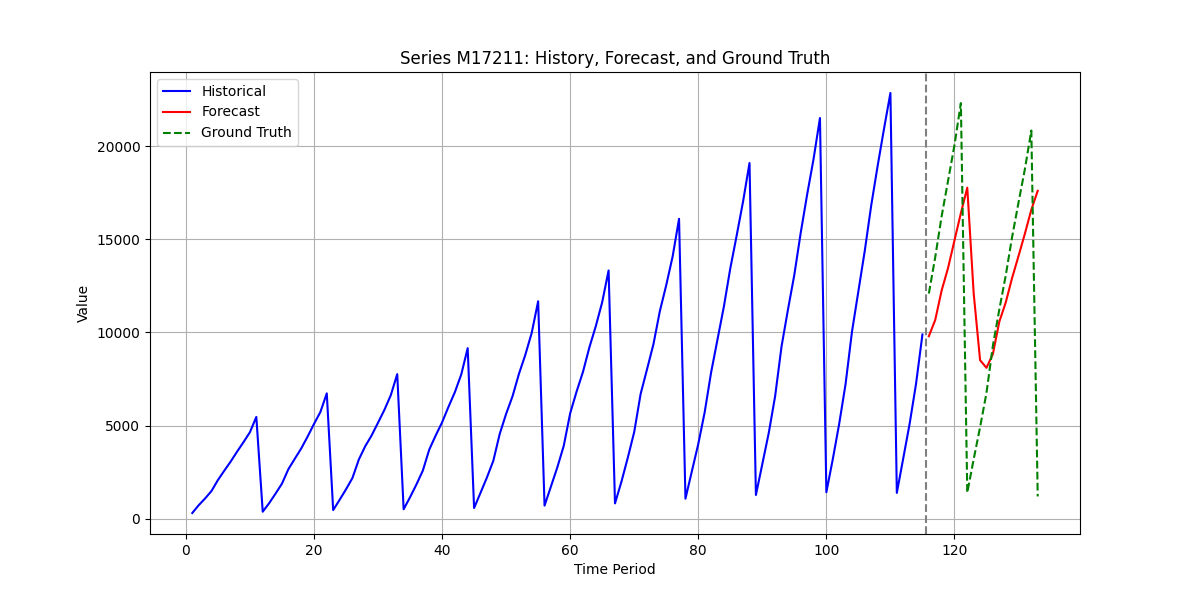 Series M17211: History, Forecast, and Ground Truth
Historical
Forecast
Ground Truth
20000
15000
10000
5000
0
Value
0 20 40 60 80 100 120
Time Period